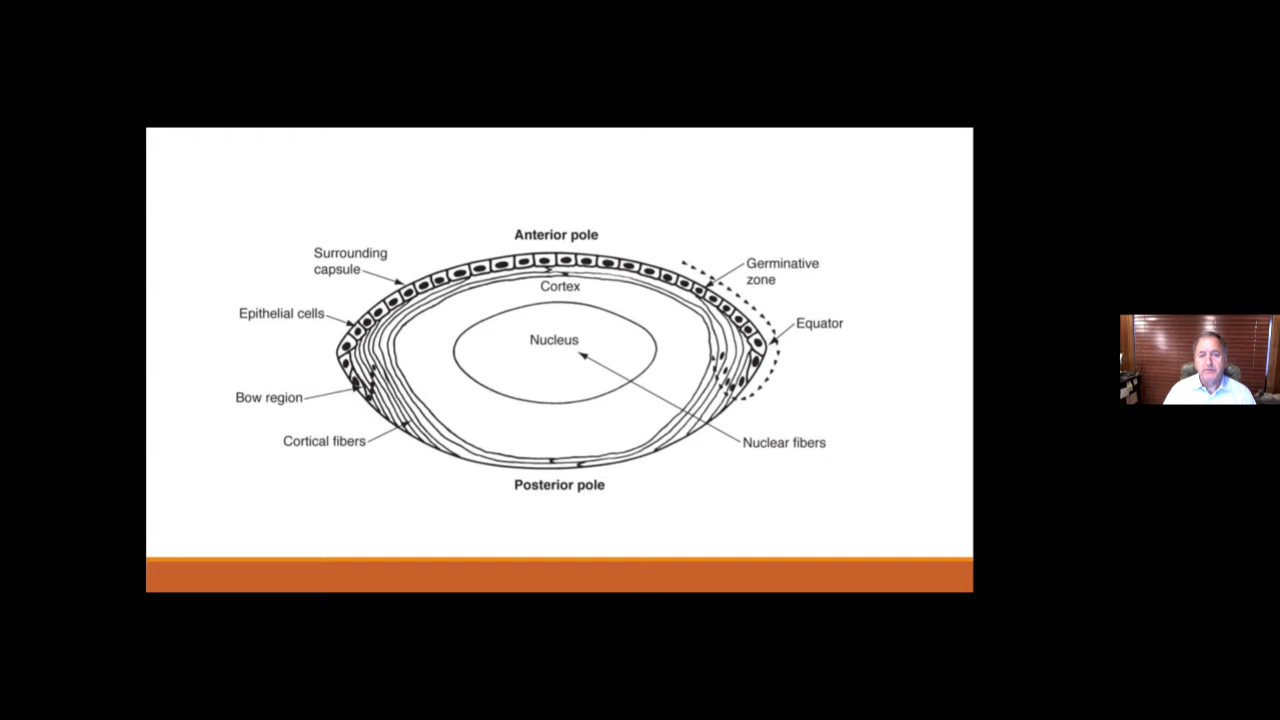 Anterior pole
Surrounding
capsule
Germinative
zone
Cortex
Epithelial cells
Equator
Nucleus
Bow region
Cortical fibers
Nuclear fibers
Posterior pole